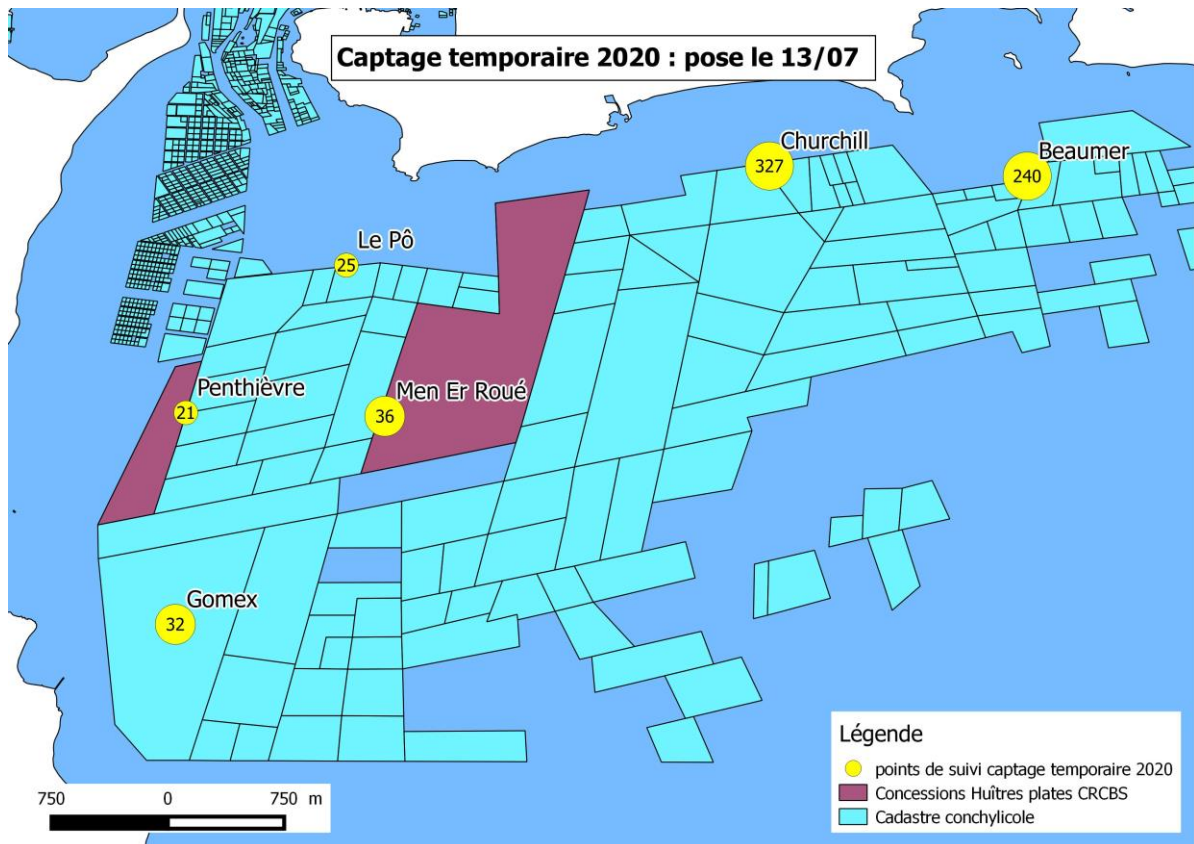 Captage temporaire 2020 : pose le 13/07
Churchill
327
Beaumer
240
Le Pô
25
Penthièvre
21
Men Er Roué
36
Gomex
32
750 0 750 m
Légende
points de suivi captage temporaire 2020
Concessions Huîtres plates CRCBS
Cadastre conchylicole